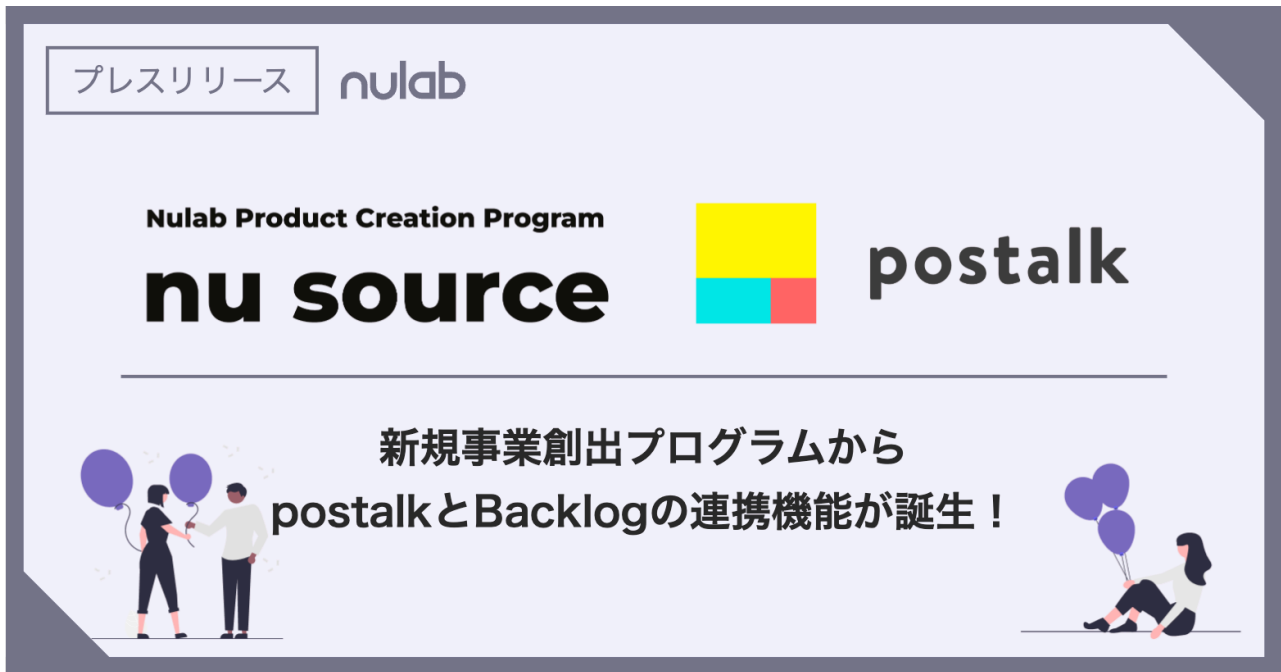 プレスリリース
nulab
Nulab Product Creation Program
nu source
postalk
新規事業創出プログラムから
postalkとBacklogの連携機能が誕生！